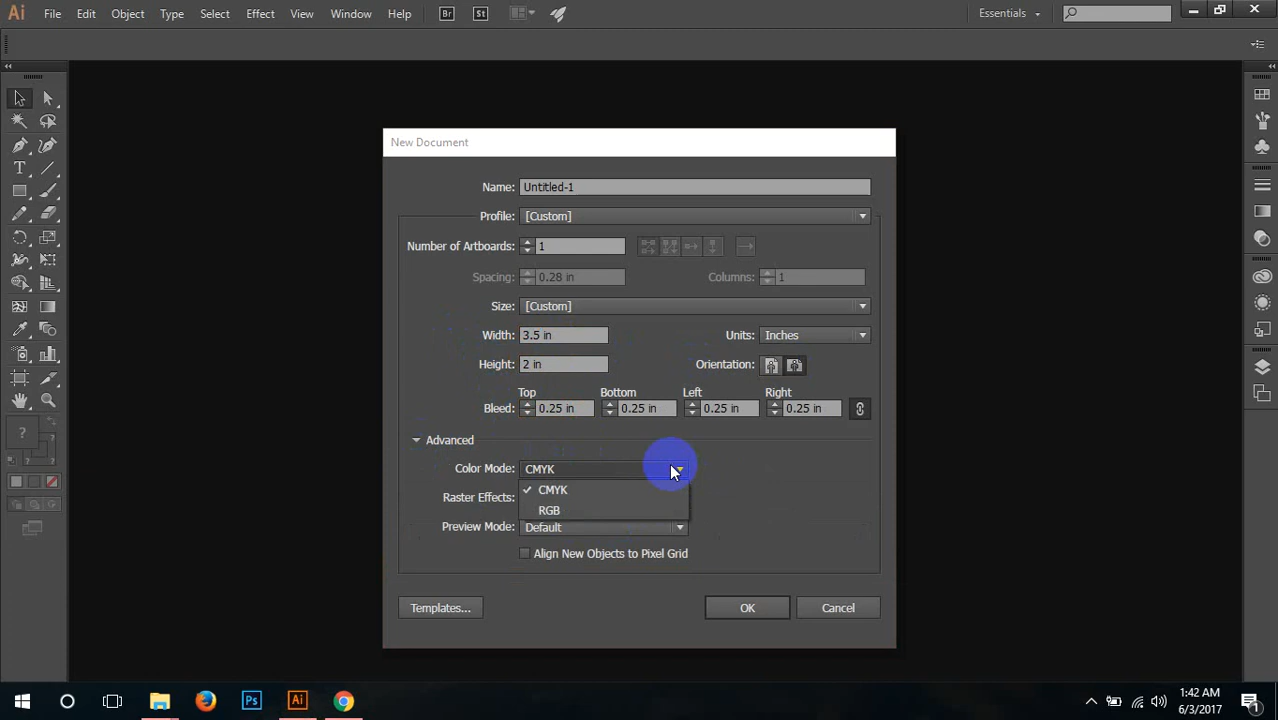 Ai File Edit Object Type Select Effect View Window Help Br St Essentials
New Document
Name: Untitled-1
Profile: [Custom]
Number of Artboards: 1
Spacing: 0.28 in Columns: 1
Size: [Custom]
Width: 3.5 in Units: Inches
Height: 2 in Orientation:
Top Bottom Left Right
Bleed: 0.25 in 0.25 in 0.25 in 0.25 in
Advanced
Color Mode: CMYK
CMYK
Raster Effects:
RGB
Preview Mode: Default
Align New Objects to Pixel Grid
Templates... OK Cancel
?
Ps Ai
1:42 AM
6/3/2017
1